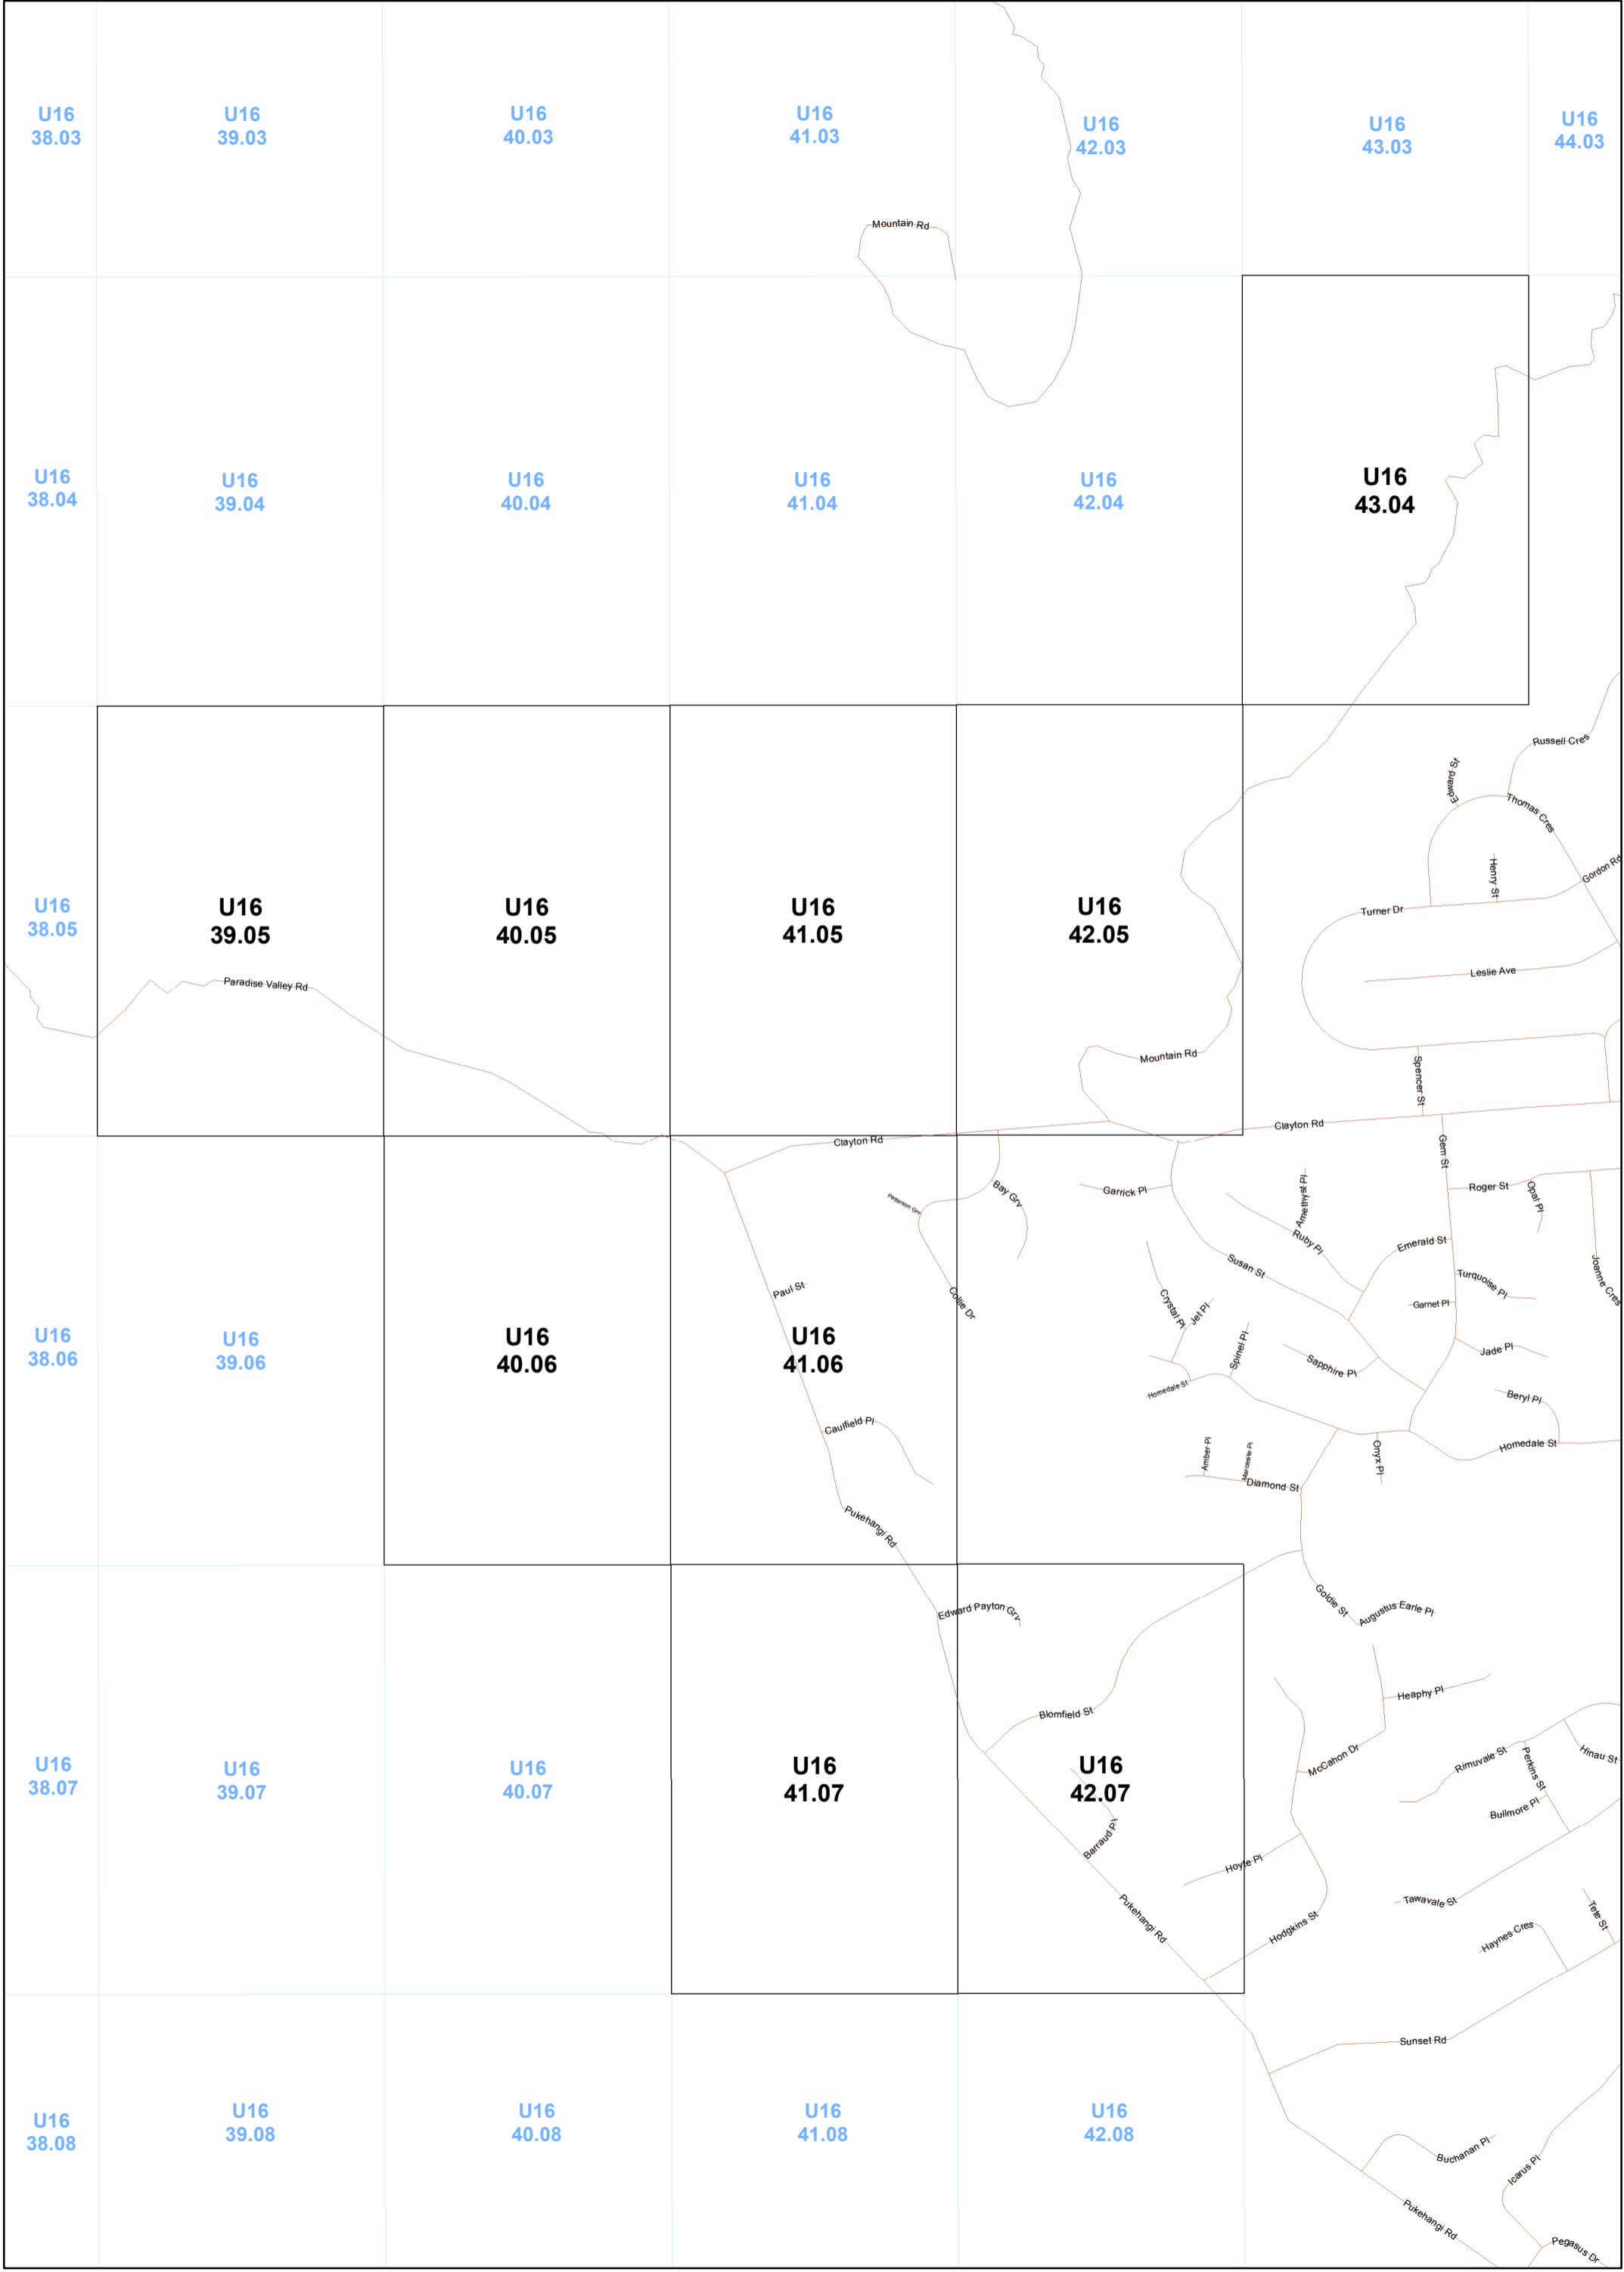 U16
38.03
U16
39.03
U16
40.03
U16
41.03
U16
42.03
U16
43.03
U16
44.03
Mountain Rd
U16
38.04
U16
39.04
U16
40.04
U16
41.04
U16
42.04
U16
43.04
Russell Cres
Edward St
Thomas Cres
Henry St
Gordon Rd
Turner Dr
U16
38.05
U16
39.05
U16
40.05
U16
41.05
U16
42.05
Leslie Ave
Paradise Valley Rd
Mountain Rd
Spencer St
Clayton Rd
Clayton Rd
Gem St
Bay Grv
Garrick Pl
Amethyst Pl
Roger St
Opal Pl
Patterson Grv
Ruby Pl
Emerald St
Susan St
Turquoise Pl
Joanne Cres
Paul St
Collie Dr
Crystal Pl
Jet Pl
Garnet Pl
U16
38.06
U16
39.06
U16
40.06
U16
41.06
Spinel Pl
Sapphire Pl
Jade Pl
Homedale St
Beryl Pl
Caulfield Pl
Amber Pl
Marcasite Pl
Onyx Pl
Homedale St
Diamond St
Pukehangi Rd
Edward Payton Grv
Goldie St
Augustus Earle Pl
Heaphy Pl
Blomfield St
McCahon Dr
Rimuvale St
Perkins St
Hinau St
U16
38.07
U16
39.07
U16
40.07
U16
41.07
U16
42.07
Bullmore Pl
Barraud Pl
Hoyte Pl
Pukehangi Rd
Tawavale St
Tete St
Hodgkins St
Haynes Cres
Sunset Rd
U16
38.08
U16
39.08
U16
40.08
U16
41.08
U16
42.08
Buchanan Pl
Icarus Pl
Pukehangi Rd
Pegasus Dr